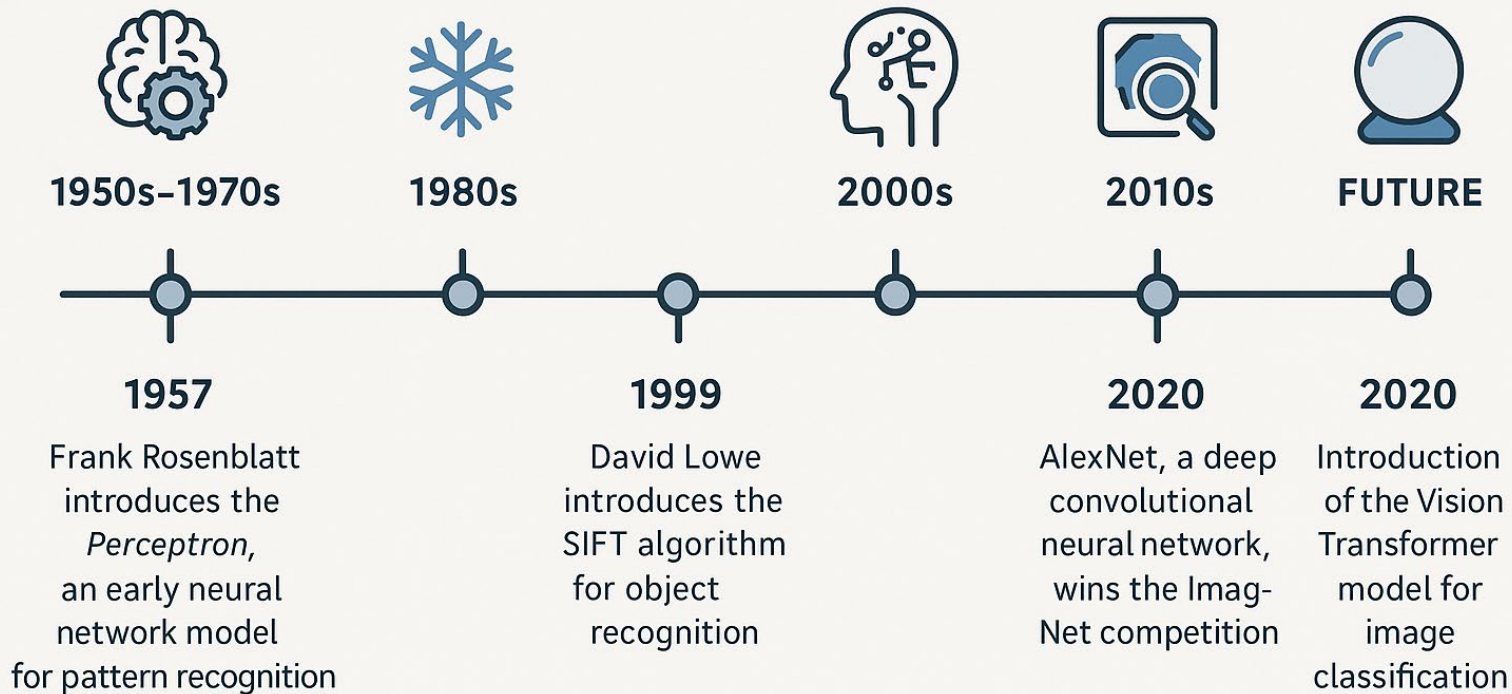 1950s–1970s
1980s
2000s
2010s
FUTURE
1957
Frank Rosenblatt
introduces the
Perceptron,
an early neural
network model
for pattern recognition
1999
David Lowe
introduces the
SIFT algorithm
for object
recognition
2020
AlexNet, a deep
convolutional
neural network,
wins the Imag-
Net competition
2020
Introduction
of the Vision
Transformer
model for
image
classification